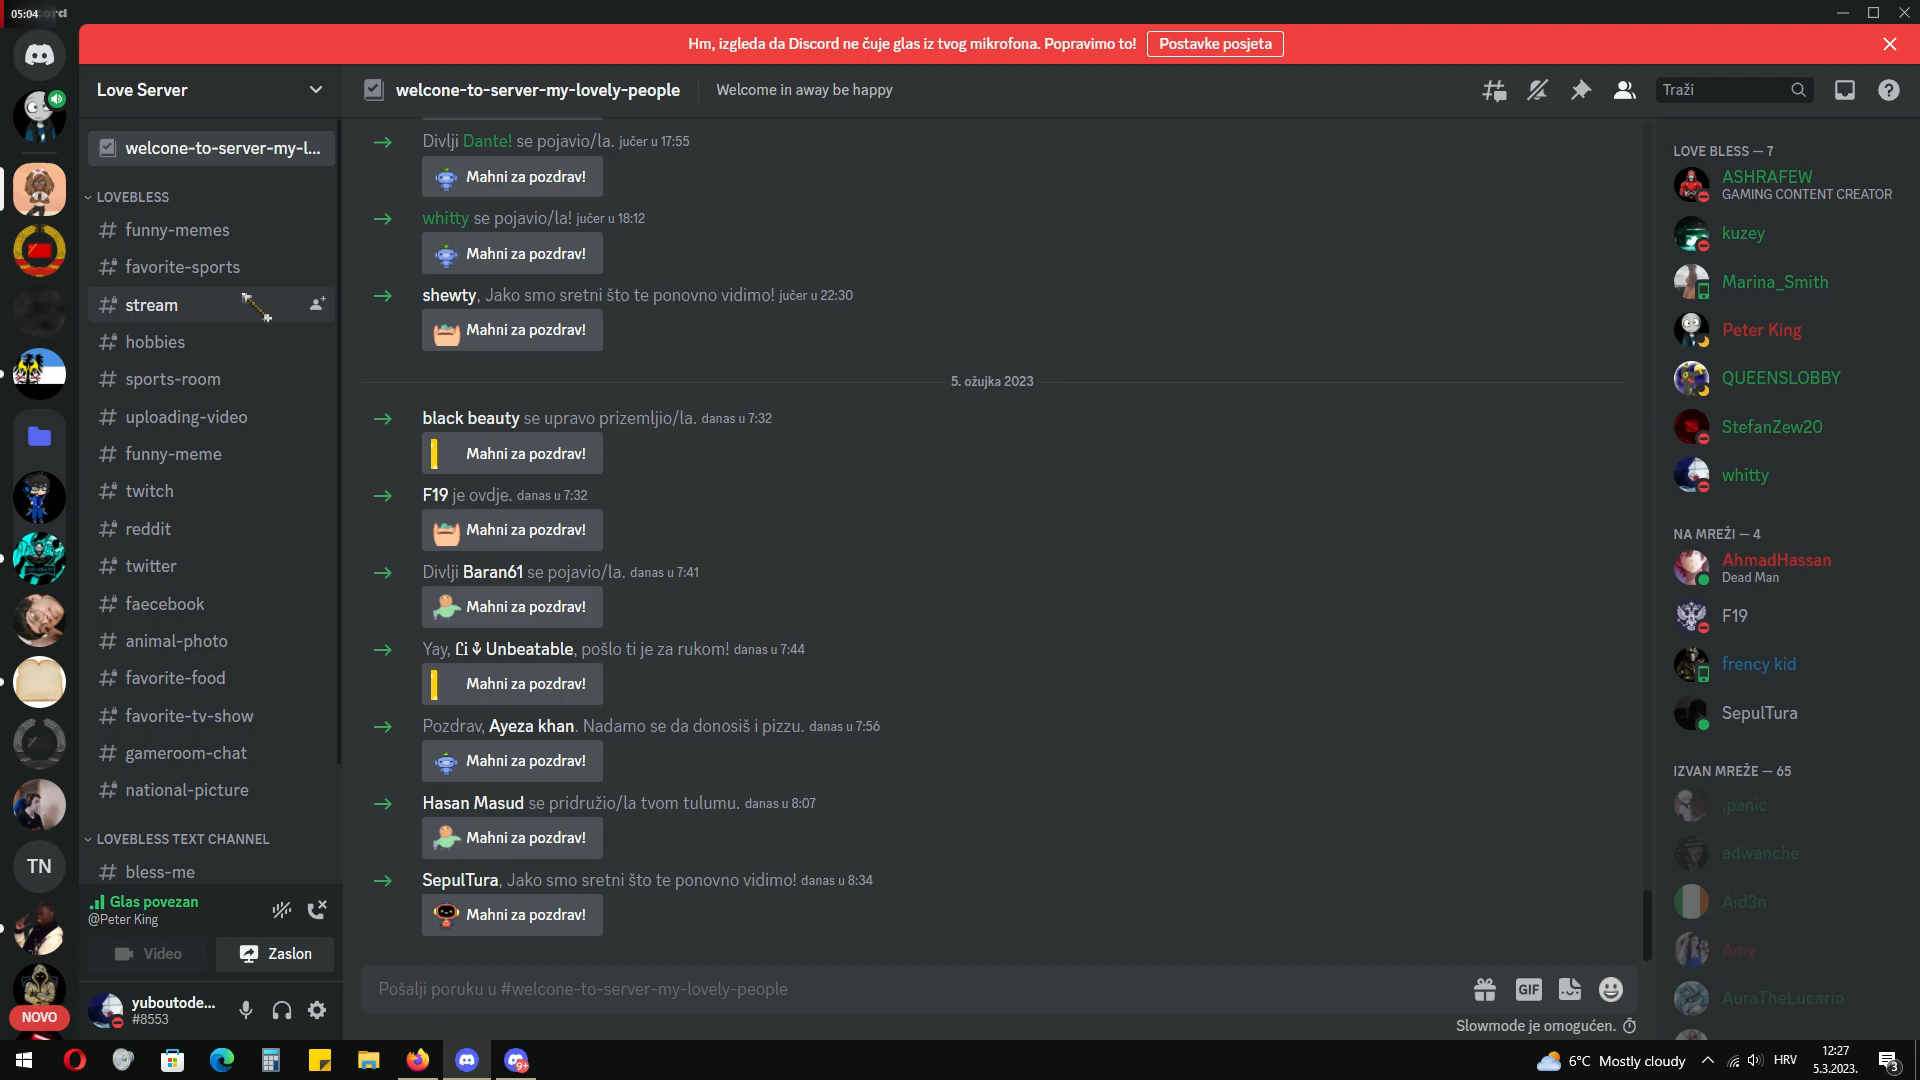 05:04
Hm, izgleda da Discord ne čuje glas iz tvog mikrofona. Popravimo to! Postavke posjeta
Love Server
welcone-to-server-my-lovely-people Welcome in away be happy
Traži
welcone-to-server-my-l...
LOVEBLESS
funny-memes
favorite-sports
stream
hobbies
sports-room
uploading-video
funny-meme
twitch
reddit
twitter
faecebook
animal-photo
favorite-food
favorite-tv-show
gameroom-chat
national-picture
LOVEBLESS TEXT CHANNEL
bless-me
TN
NOVO
Glas povezan
@Peter King
Video Zaslon
yuboutode...
#8553
Divlji Dante! se pojavio/la. jučer u 17:55
Mahni za pozdrav!
whitty se pojavio/la! jučer u 18:12
Mahni za pozdrav!
shewty, Jako smo sretni što te ponovno vidimo! jučer u 22:30
Mahni za pozdrav!
5. ožujka 2023
black beauty se upravo prizemljio/la. danas u 7:32
Mahni za pozdrav!
F19 je ovdje. danas u 7:32
Mahni za pozdrav!
Divlji Baran61 se pojavio/la. danas u 7:41
Mahni za pozdrav!
Yay, Unbeatable, pošlo ti je za rukom! danas u 7:44
Mahni za pozdrav!
Pozdrav, Ayeza khan. Nadamo se da donosiš i pizzu. danas u 7:56
Mahni za pozdrav!
Hasan Masud se pridružio/la tvom tulumu. danas u 8:07
Mahni za pozdrav!
SepulTura, Jako smo sretni što te ponovno vidimo! danas u 8:34
Mahni za pozdrav!
Pošalji poruku u #welcone-to-server-my-lovely-people
GIF
Slowmode je omogućen.
LOVE BLESS — 7
ASHRAFEW
GAMING CONTENT CREATOR
kuzey
Marina_Smith
Peter King
QUEENSLOBBY
StefanZew20
whitty
NA MREŽI — 4
AhmadHassan
Dead Man
F19
frency kid
SepulTura
IZVAN MREŽE — 65
,panic
adwanche
Aid3n
Amy
AuraTheLucario
9+
6°C Mostly cloudy
HRV
12:27
5.3.2023.
3